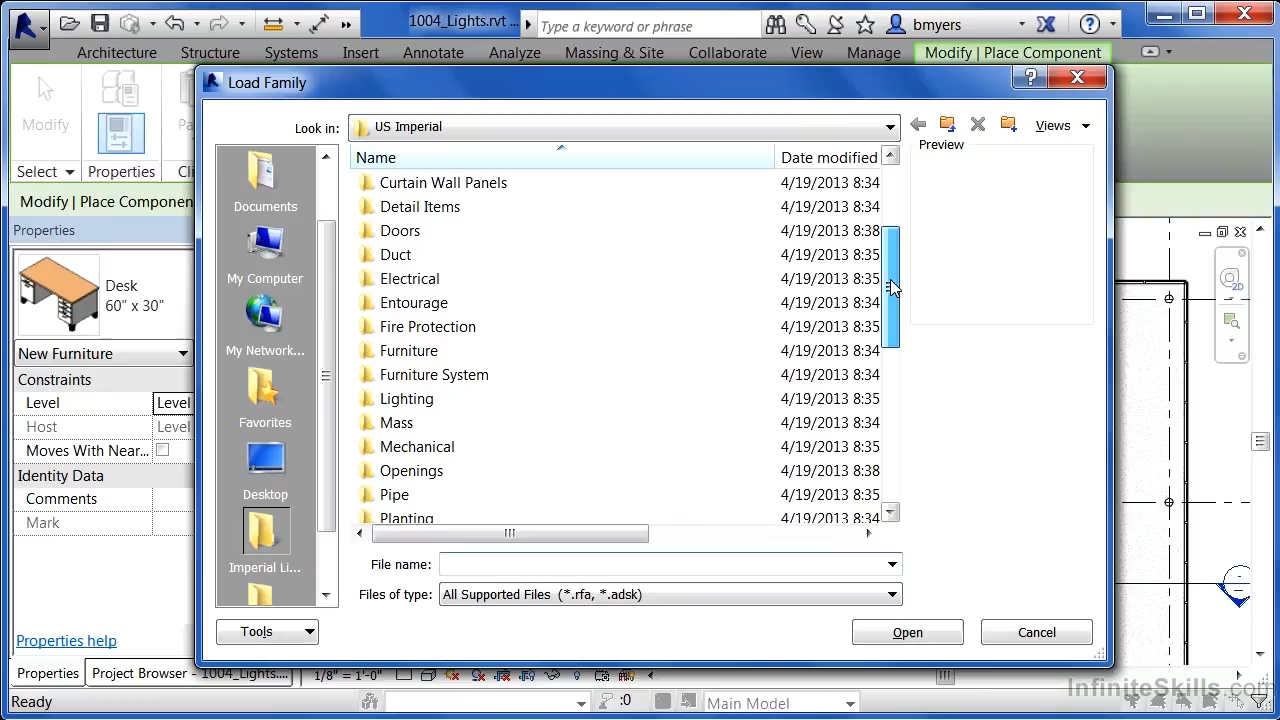 1004_Lights.rvt ...
Type a keyword or phrase
bmyers
Architecture Structure Systems Insert Annotate Analyze Massing & Site Collaborate View Manage Modify | Place Component
Load Family
Modify
Select
Properties
Look in: US Imperial
Views
Name
Date modified
Preview
Curtain Wall Panels 4/19/2013 8:34
Detail Items 4/19/2013 8:34
Doors 4/19/2013 8:38
Duct 4/19/2013 8:35
Electrical 4/19/2013 8:35
Entourage 4/19/2013 8:34
Fire Protection 4/19/2013 8:35
Furniture 4/19/2013 8:34
Furniture System 4/19/2013 8:34
Lighting 4/19/2013 8:35
Mass 4/19/2013 8:34
Mechanical 4/19/2013 8:35
Openings 4/19/2013 8:38
Pipe 4/19/2013 8:35
Planting 4/19/2013 8:34
Documents
My Computer
My Network...
Favorites
Desktop
Imperial Li...
File name:
Files of type: All Supported Files (*.rfa, *.adsk)
Tools
Open
Cancel
Modify | Place Componen
Properties
Desk
60" x 30"
New Furniture
Constraints
Level Level
Host Level
Moves With Near...
Identity Data
Comments
Mark
Properties help
Properties
Project Browser - 1004_Lights....
1/8" = 1'-0"
Ready
:0
Main Model
InfiniteSkills.com